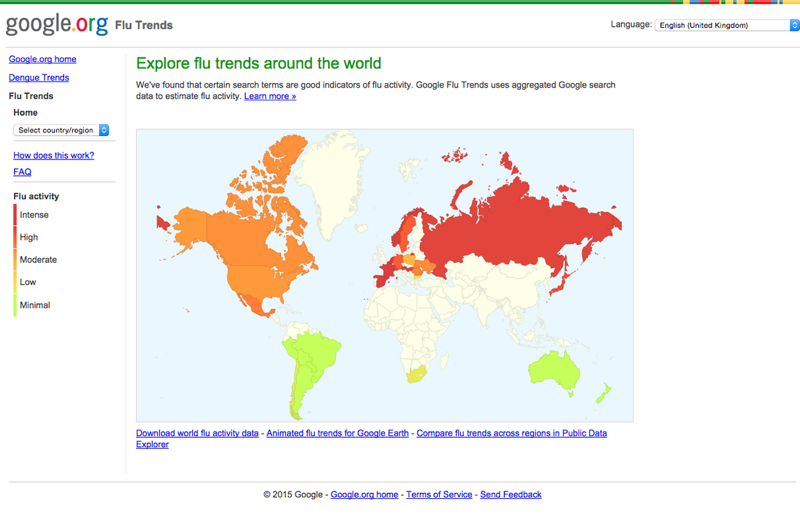 google.org Flu Trends
Language: English (United Kingdom)
Google.org home
Dengue Trends
Flu Trends
Home
Select country/region
How does this work?
FAQ
Flu activity
Intense
High
Moderate
Low
Minimal
Explore flu trends around the world
We've found that certain search terms are good indicators of flu activity. Google Flu Trends uses aggregated Google search
data to estimate flu activity. Learn more »
Download world flu activity data - Animated flu trends for Google Earth - Compare flu trends across regions in Public Data
Explorer
© 2015 Google - Google.org home - Terms of Service - Send Feedback